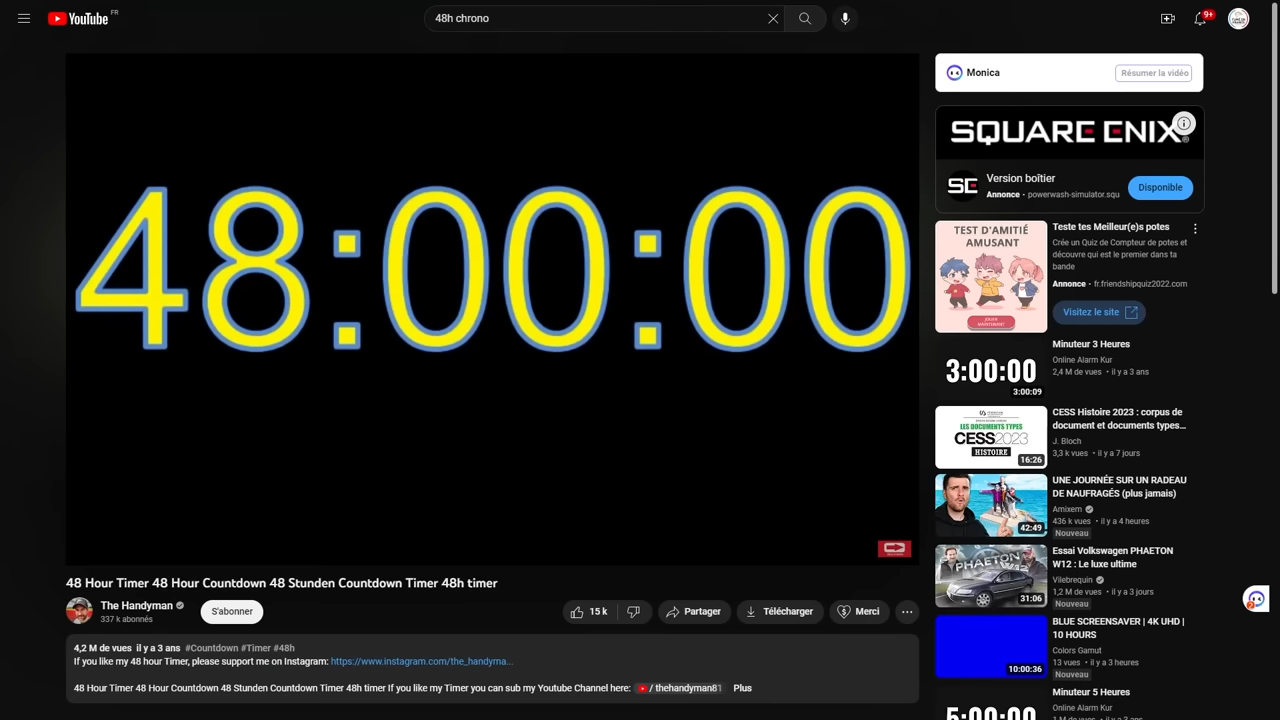 YouTube
FR
48h chrono
9+
48:00:00
48 Hour Timer 48 Hour Countdown 48 Stunden Countdown Timer 48h timer
The Handyman
337 k abonnés
S'abonner
15 k
Partager
Télécharger
Merci
4,2 M de vues il y a 3 ans #Countdown #Timer #48h
If you like my 48 hour Timer, please support me on Instagram: https://www.instagram.com/the_handyma...
48 Hour Timer 48 Hour Countdown 48 Stunden Countdown Timer 48h timer If you like my Timer you can sub my Youtube Channel here: / thehandyman81 Plus
Monica
Résumer la vidéo
SQUARE ENIX
SE
Version boîtier
Annonce • powerwash-simulator.squ
Disponible
TEST D'AMITIÉ
AMUSANT
JOUER
MAINTENANT
Teste tes Meilleur(e)s potes
Crée un Quiz de Compteur de potes et
découvre qui est le premier dans ta
bande
Annonce • fr.friendshipquiz2022.com
Visitez le site
3:00:00
3:00:09
Minuteur 3 Heures
Online Alarm Kur
2,4 M de vues • il y a 3 ans
LES DOCUMENTS TYPES
CESS2023
HISTOIRE
16:26
CESS Histoire 2023 : corpus de
document et documents types...
J. Bloch
3,3 k vues • il y a 7 jours
42:49
UNE JOURNÉE SUR UN RADEAU
DE NAUFRAGÉS (plus jamais)
Amixem
436 k vues • il y a 4 heures
Nouveau
PHAETON
W12
31:06
Essai Volkswagen PHAETON
W12 : Le luxe ultime
Vilebrequin
1,2 M de vues • il y a 3 jours
Nouveau
10:00:36
BLUE SCREENSAVER | 4K UHD |
10 HOURS
Colors Gamut
13 vues • il y a 3 heures
Nouveau
5:00:00
Minuteur 5 Heures
Online Alarm Kur